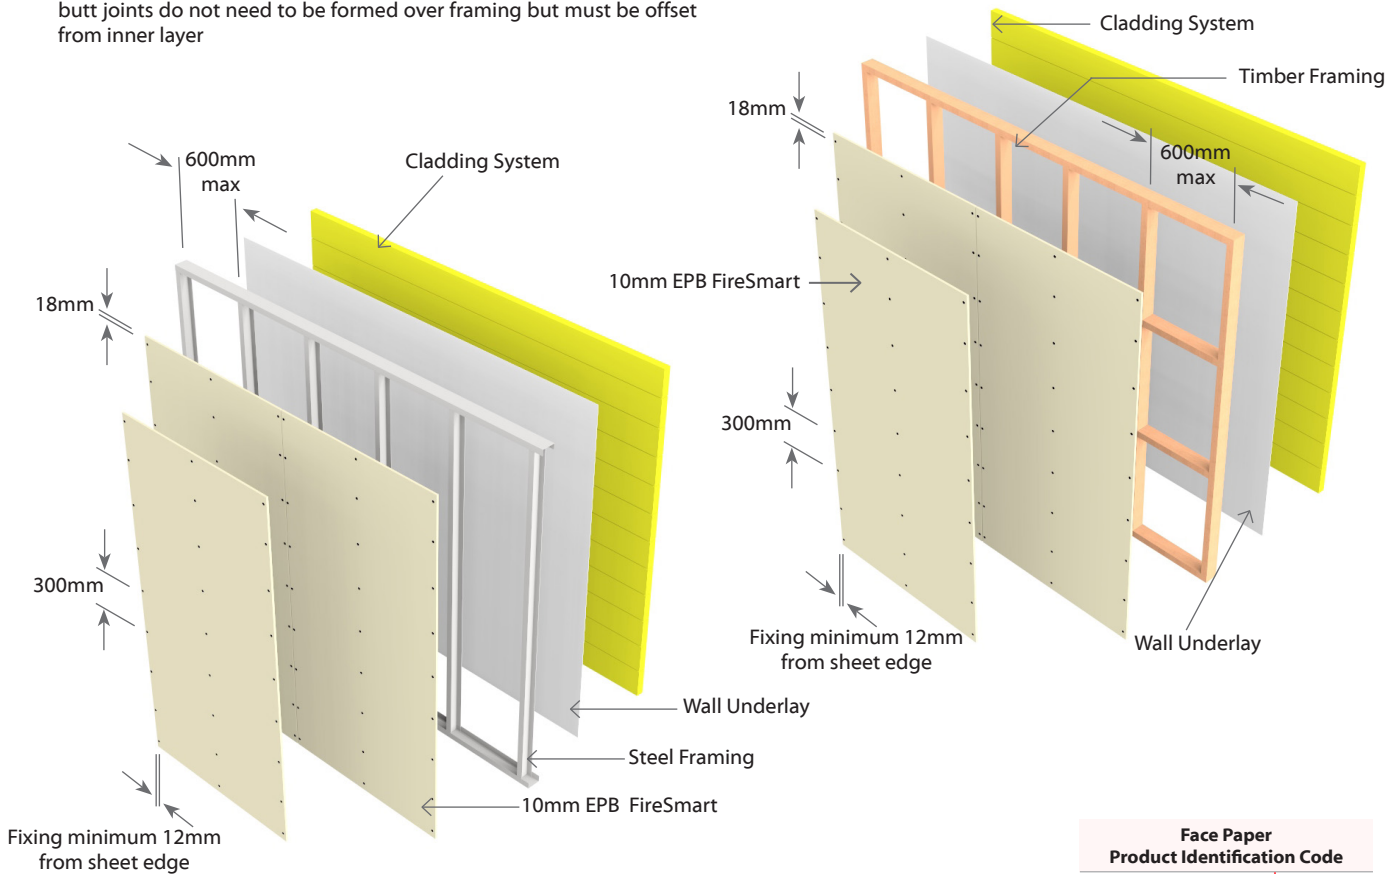 butt joints do not need to be formed over framing but must be offset
from inner layer
600mm
max
Cladding System
18mm
300mm
Wall Underlay
Steel Framing
10mm EPB FireSmart
Fixing minimum 12mm
from sheet edge
Cladding System
Timber Framing
18mm
600mm
max
10mm EPB FireSmart
300mm
Fixing minimum 12mm
from sheet edge
Wall Underlay
Face Paper
Product Identification Code